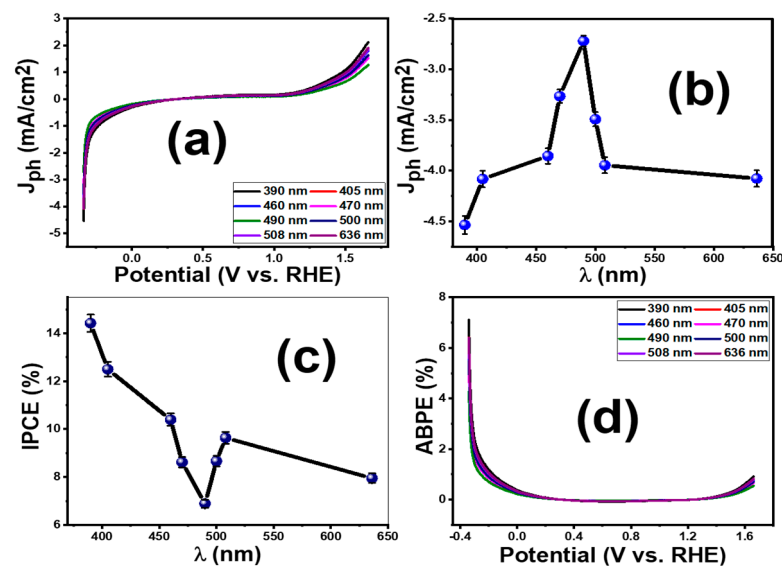 3
2
1
0
-1
-2
-3
-4
-5
0.0
0.5
1.0
1.5
J_ph (mA/cm2)
Potential (V vs. RHE)
(a)
390 nm 405 nm
460 nm 470 nm
490 nm 500 nm
508 nm 636 nm
-2.5
-3.0
-3.5
-4.0
-4.5
400 450 500 550 600 650
J_ph (mA/cm2)
λ (nm)
(b)
14
12
10
8
6
400 450 500 550 600 650
IPCE (%)
λ (nm)
(c)
8
6
4
2
0
-0.4 0.0 0.4 0.8 1.2 1.6
ABPE (%)
Potential (V vs. RHE)
(d)
390 nm 405 nm
460 nm 470 nm
490 nm 500 nm
508 nm 636 nm